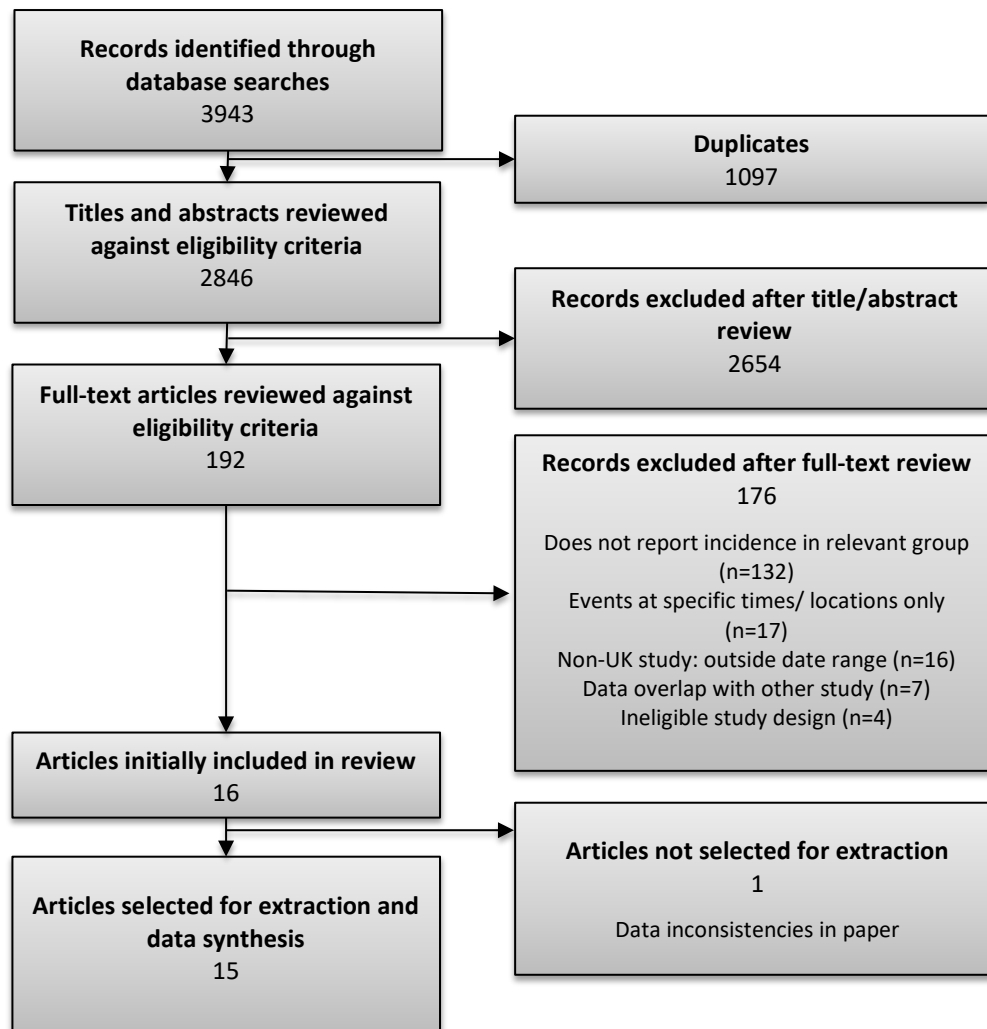 Records identified through
database searches
3943
Duplicates
1097
Titles and abstracts reviewed
against eligibility criteria
2846
Records excluded after title/abstract
review
2654
Full-text articles reviewed against
eligibility criteria
192
Records excluded after full-text review
176
Does not report incidence in relevant group
(n=132)
Events at specific times/ locations only
(n=17)
Non-UK study: outside date range (n=16)
Data overlap with other study (n=7)
Ineligible study design (n=4)
Articles initially included in review
16
Articles not selected for extraction
1
Data inconsistencies in paper
Articles selected for extraction and
data synthesis
15